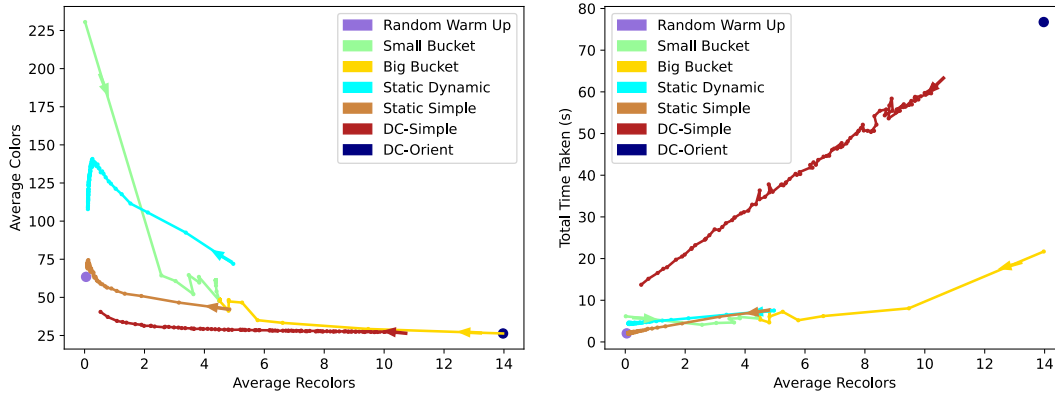 Average Colors
225
200
175
150
125
100
75
50
25
0
2
4
6
8
10
12
14
Average Recolors
Random Warm Up
Small Bucket
Big Bucket
Static Dynamic
Static Simple
DC-Simple
DC-Orient
Total Time Taken (s)
80
70
60
50
40
30
20
10
0
0
2
4
6
8
10
12
14
Average Recolors
Random Warm Up
Small Bucket
Big Bucket
Static Dynamic
Static Simple
DC-Simple
DC-Orient